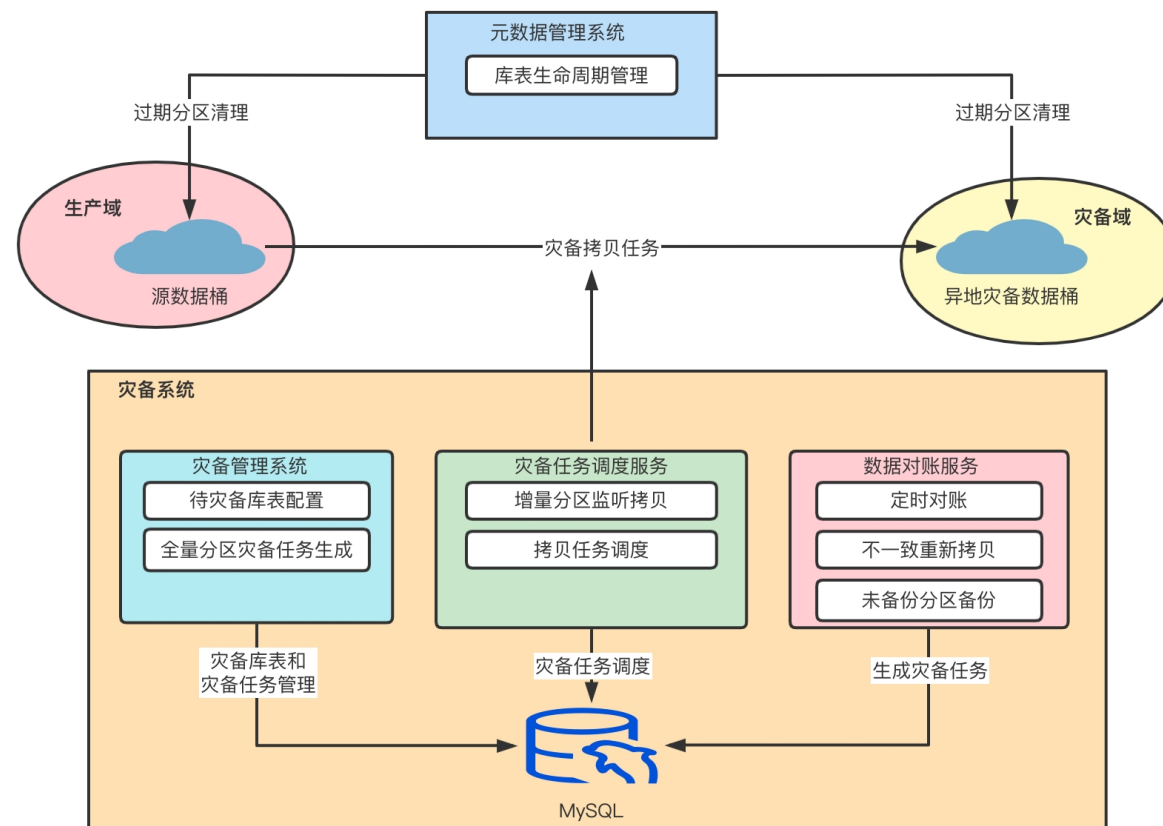 元数据管理系统
库表生命周期管理
过期分区清理
过期分区清理
生产域
灾备域
灾备拷贝任务
源数据桶
异地灾备数据桶
灾备系统
灾备管理系统
待灾备库表配置
全量分区灾备任务生成
灾备任务调度服务
增量分区监听拷贝
拷贝任务调度
数据对账服务
定时对账
不一致重新拷贝
未备份分区备份
灾备库表和
灾备任务管理
灾备任务调度
生成灾备任务
MySQL